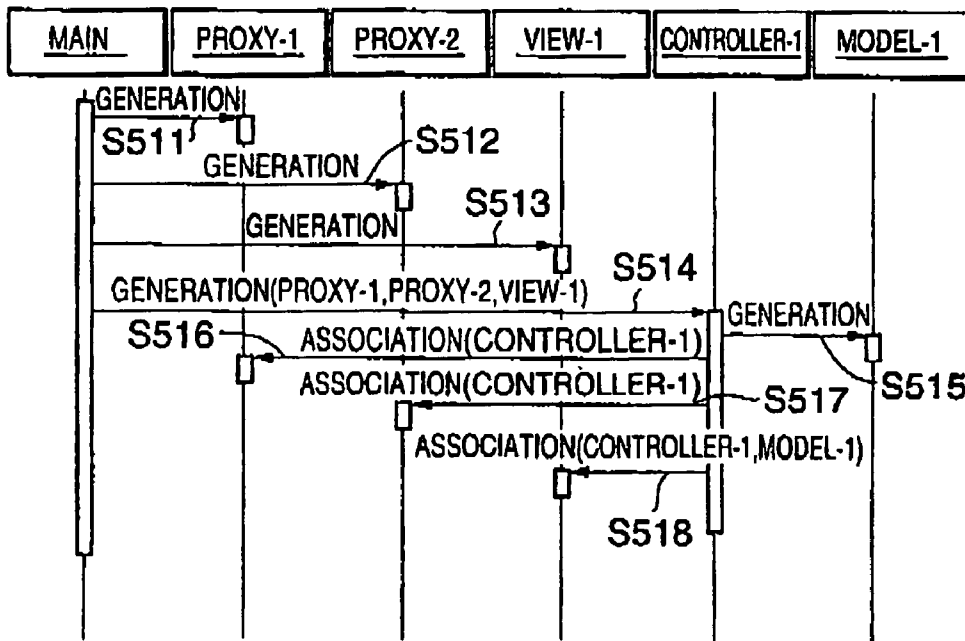 MAIN PROXY-1 PROXY-2 VIEW-1 CONTROLLER-1 MODEL-1
GENERATION
S511
S512
GENERATION
S513
GENERATION
S514
GENERATION(PROXY-1,PROXY-2,VIEW-1)
GENERATION
S516
ASSOCIATION(CONTROLLER-1)
S515
ASSOCIATION(CONTROLLER-1)
S517
ASSOCIATION(CONTROLLER-1,MODEL-1)
S518